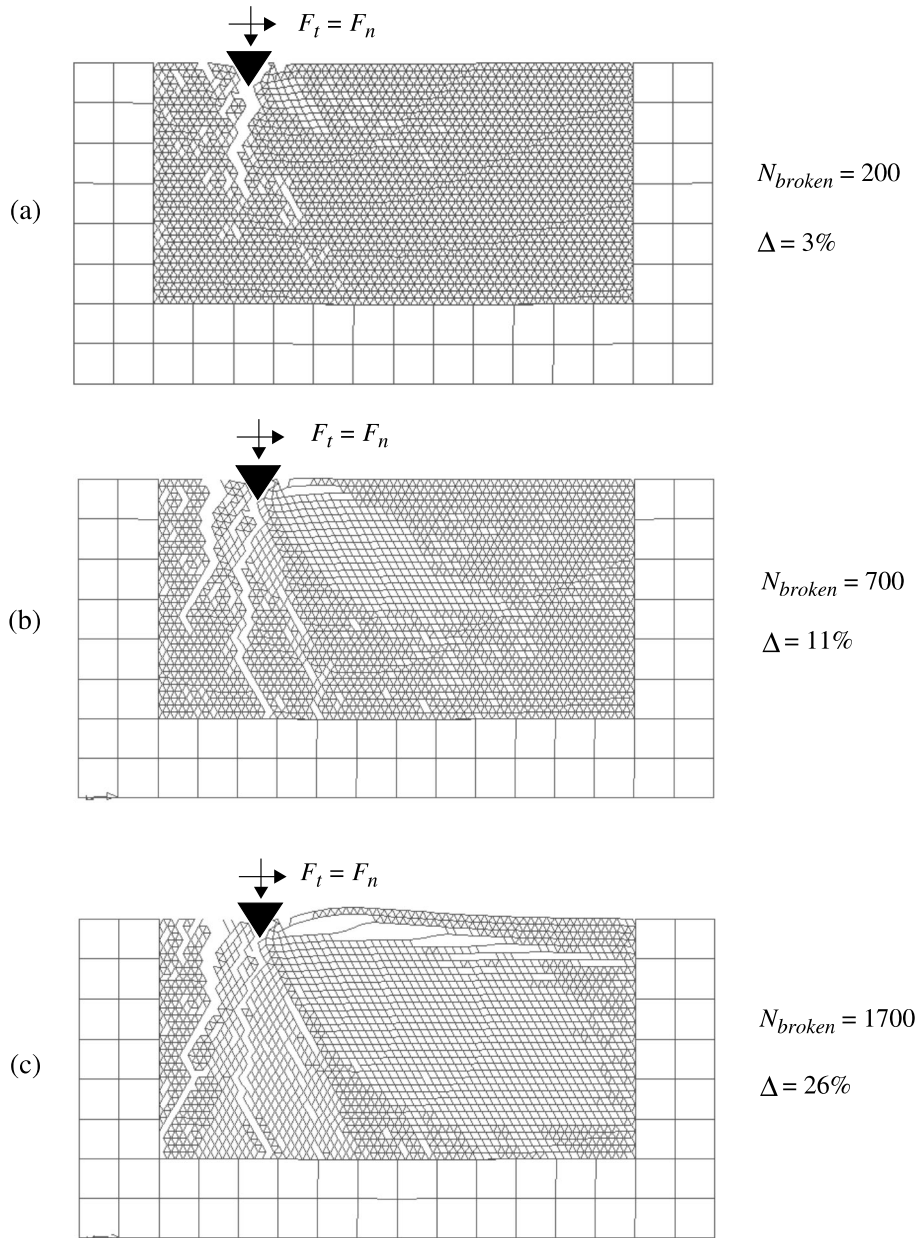 F_t = F_n
(a)
N_broken = 200
Δ = 3%
F_t = F_n
(b)
N_broken = 700
Δ = 11%
F_t = F_n
(c)
N_broken = 1700
Δ = 26%